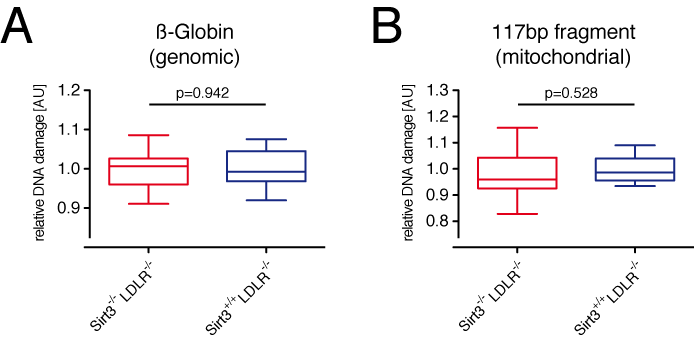 A
ß-Globin
(genomic)
relative DNA damage [AU]
1.2
1.1
1.0
0.9
p=0.942
Sirt3-/- LDLR-/-
Sirt3+/+ LDLR-/-
B
117bp fragment
(mitochondrial)
relative DNA damage [AU]
1.3
1.2
1.1
1.0
0.9
0.8
p=0.528
Sirt3-/- LDLR-/-
Sirt3+/+ LDLR-/-